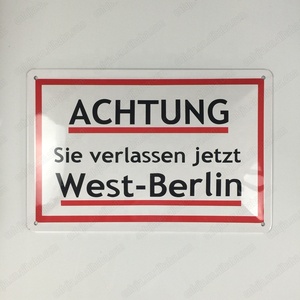 ACHTUNG
Sie verlassen jetzt
West-Berlin